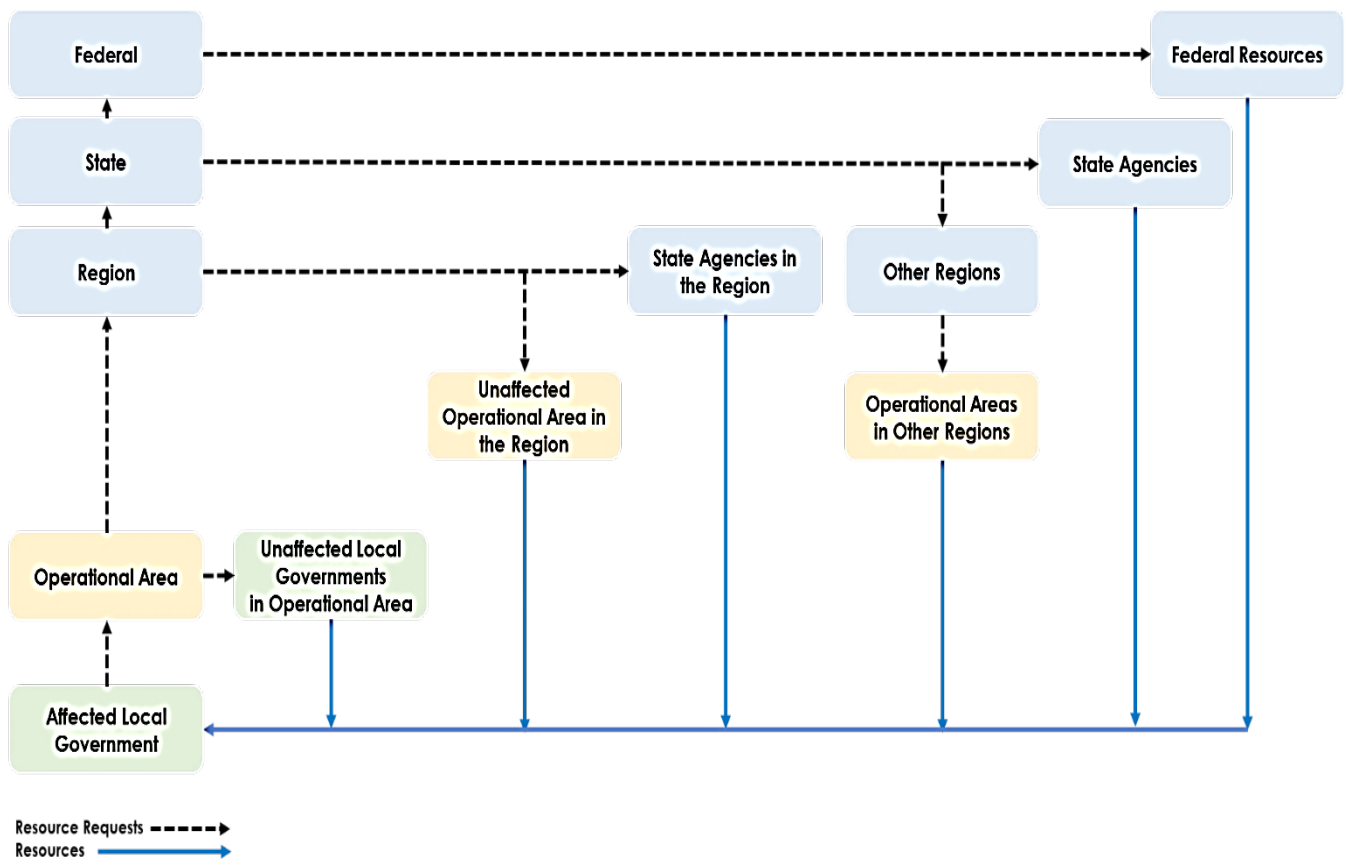 Federal
Federal Resources
State
State Agencies
Region
State Agencies in
the Region
Other Regions
Unaffected
Operational Area in
the Region
Operational Areas
in Other Regions
Operational Area
Unaffected Local
Governments
in Operational Area
Affected Local
Government
Resource Requests
Resources